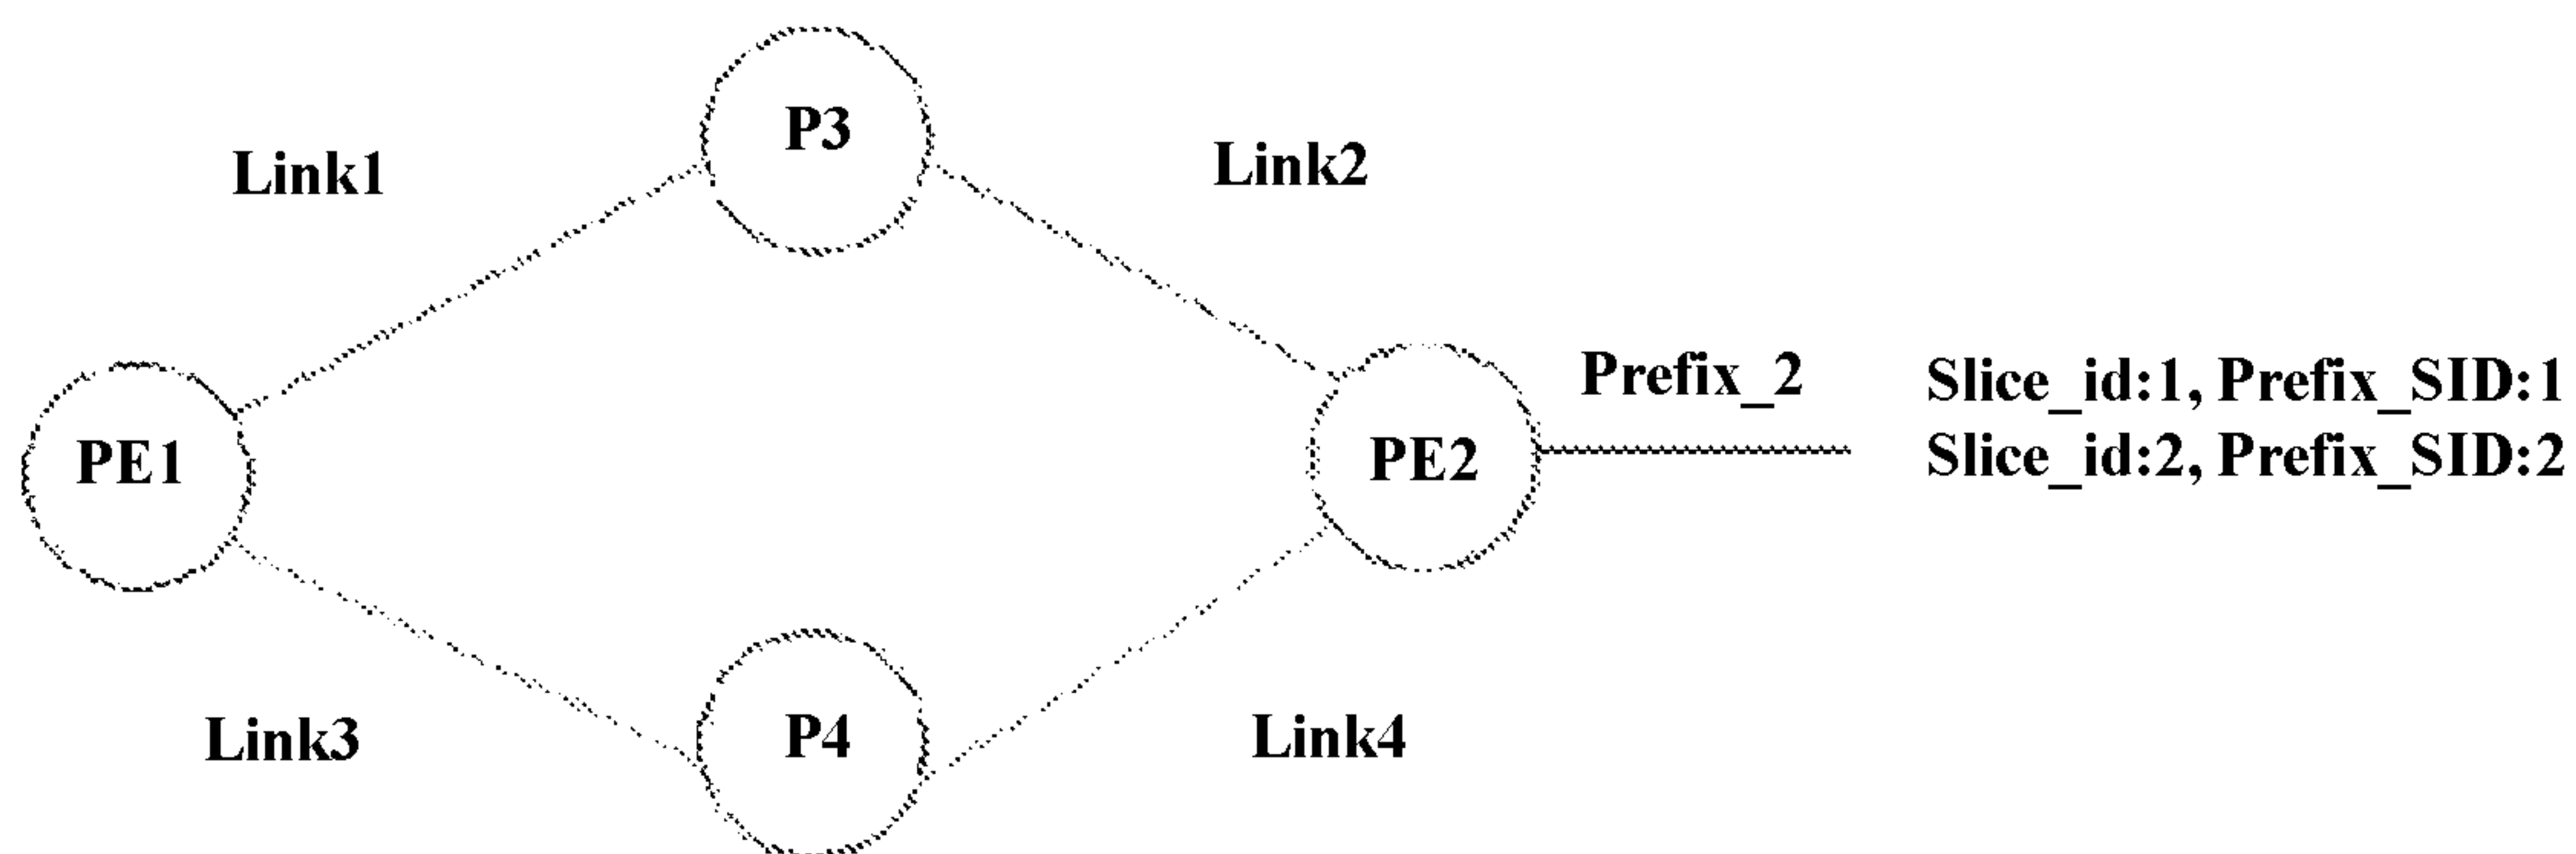 P3
Link1
Link2
Prefix_2
Slice_id:1, Prefix_SID:1
PE1
PE2
Slice_id:2, Prefix_SID:2
Link3
P4
Link4